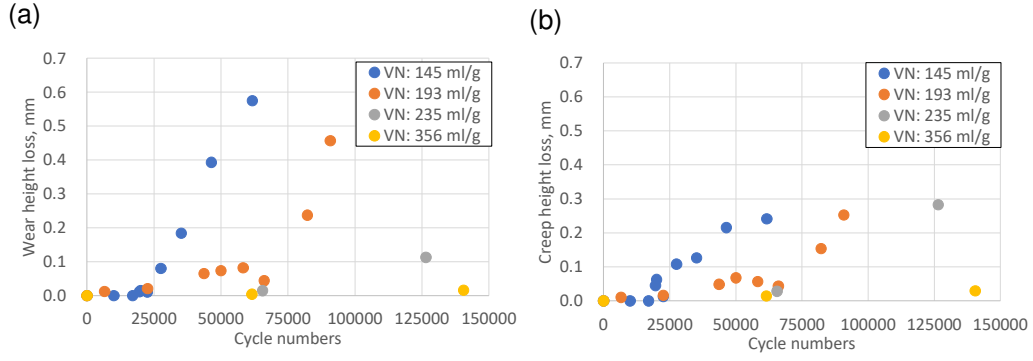 (a)
0.7
0.6
0.5
0.4
0.3
0.2
0.1
0.0
Wear height loss, mm
0 25000 50000 75000 100000 125000 150000
Cycle numbers
VN: 145 ml/g
VN: 193 ml/g
VN: 235 ml/g
VN: 356 ml/g
(b)
0.7
0.6
0.5
0.4
0.3
0.2
0.1
0.0
Creep height loss, mm
0 25000 50000 75000 100000 125000 150000
Cycle numbers
VN: 145 ml/g
VN: 193 ml/g
VN: 235 ml/g
VN: 356 ml/g